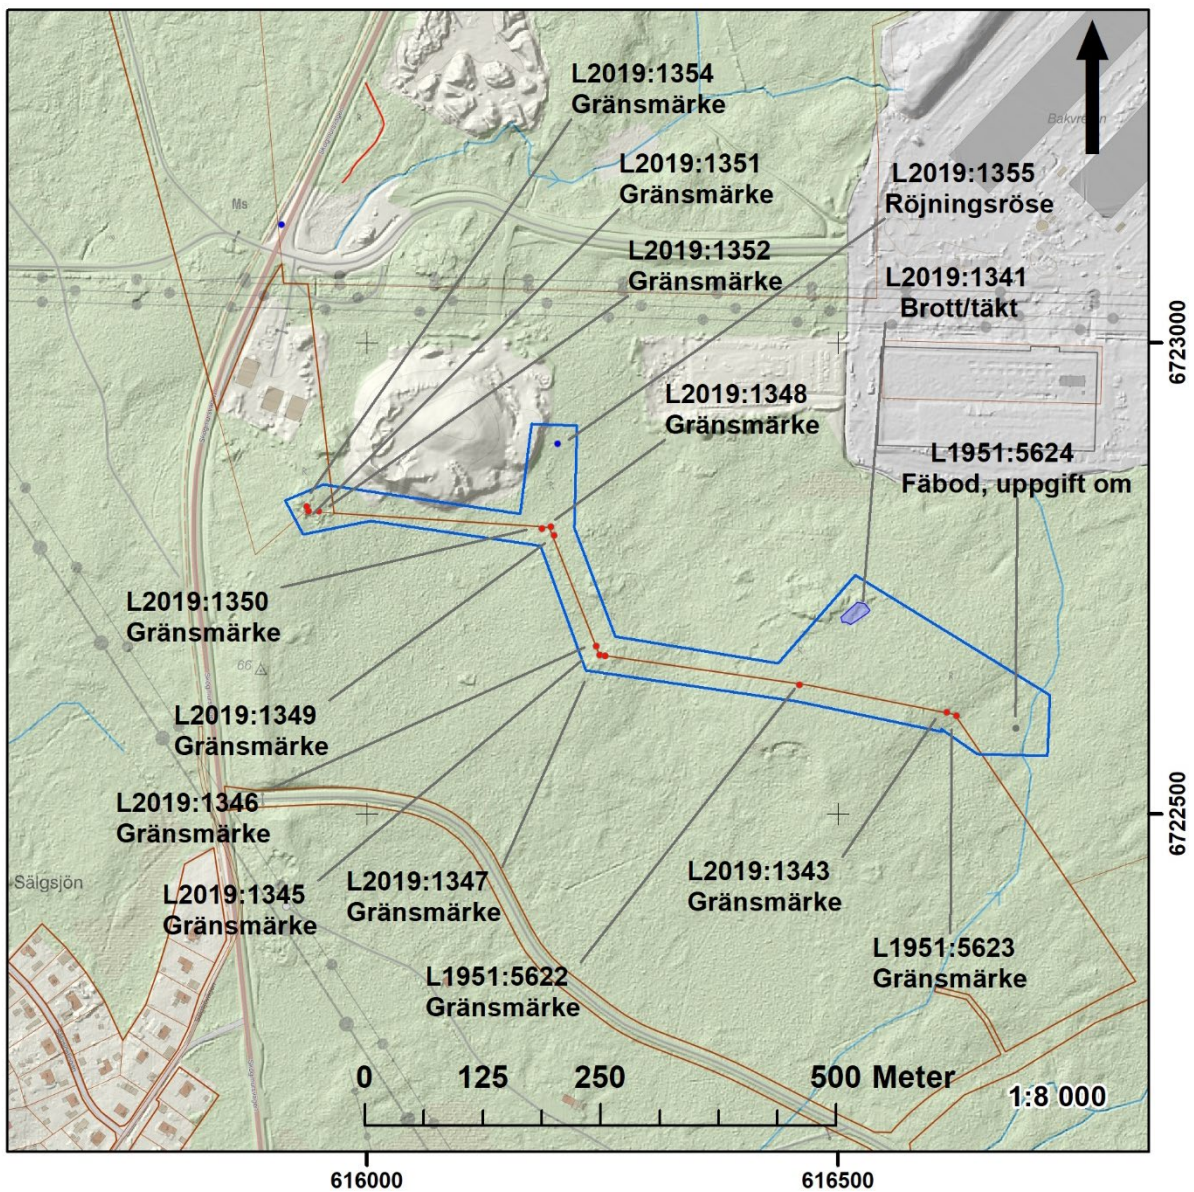 L2019:1354
Gränsmärke
L2019:1351
Gränsmärke
L2019:1355
Röjningsröse
Ms
L2019:1352
Gränsmärke
L2019:1341
Brott/täkt
6723000
L2019:1348
Gränsmärke
L1951:5624
Fäbod, uppgift om
L2019:1350
Gränsmärke
66
L2019:1349
Gränsmärke
L2019:1346
Gränsmärke
6722500
Sälgsjön
L2019:1345
Gränsmärke
L2019:1347
Gränsmärke
L2019:1343
Gränsmärke
L1951:5622
Gränsmärke
L1951:5623
Gränsmärke
0 125 250 500 Meter
1:8 000
616000 616500